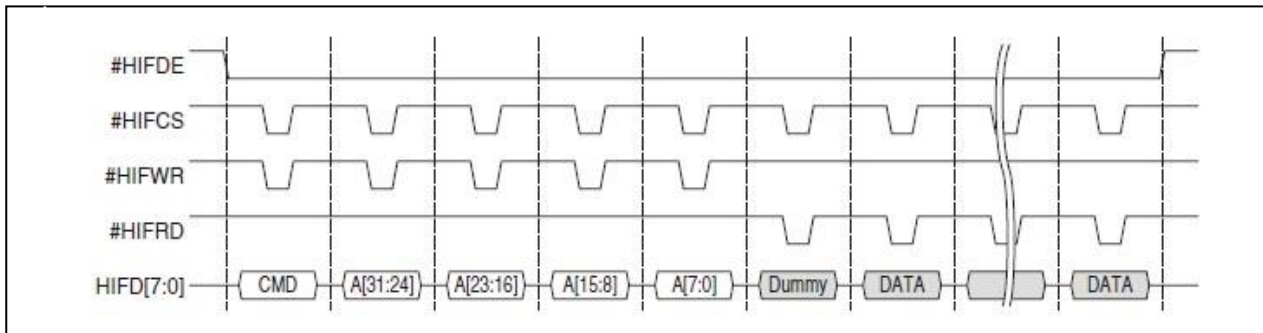 #HIFDE
#HIFCS
#HIFWR
#HIFRD
HIFD[7:0] CMD A[31:24] A[23:16] A[15:8] A[7:0] Dummy DATA DATA